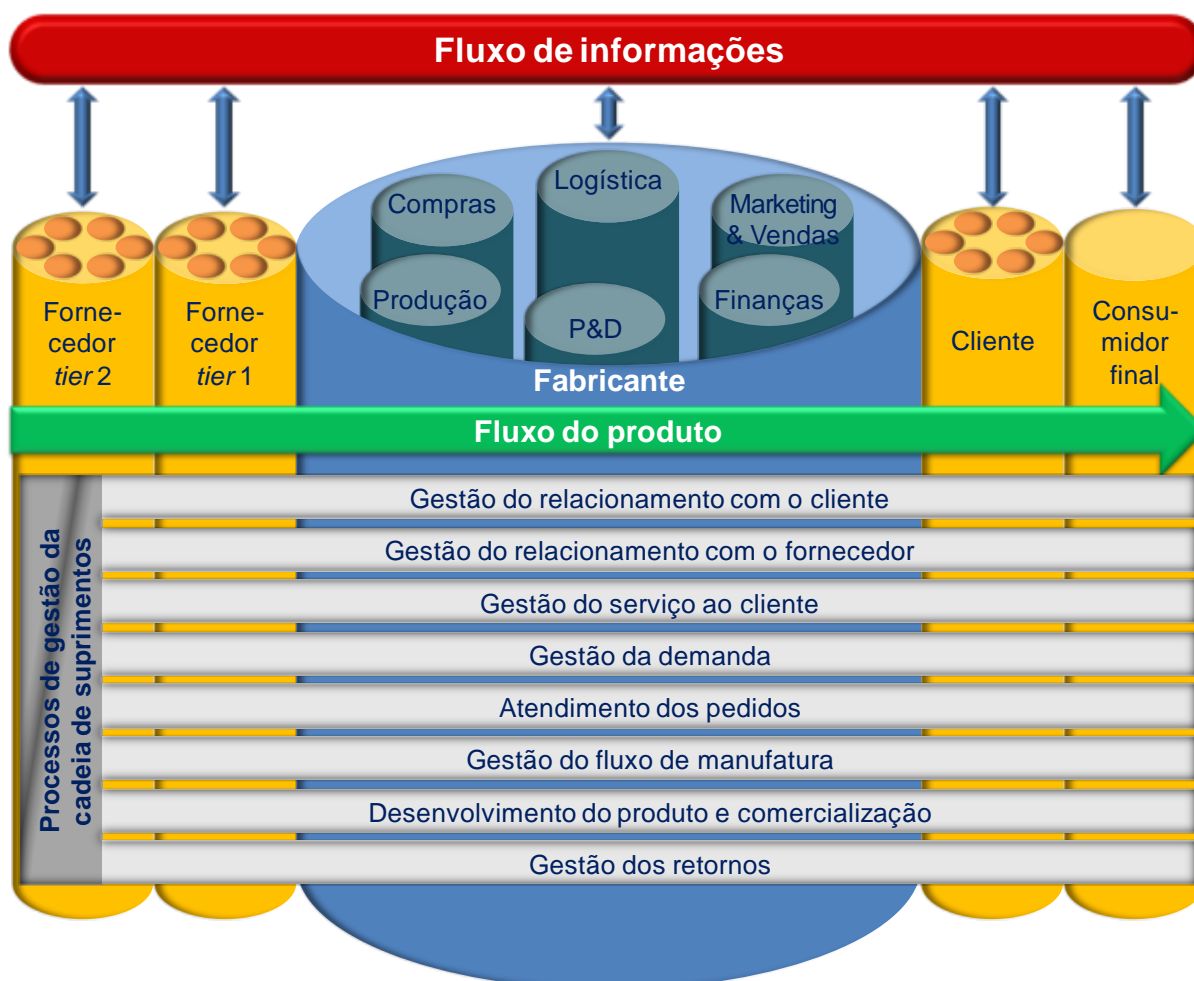 Fluxo de informações
Logística
Compras
Marketing
& Vendas
Produção
Finanças
P&D
Forne-
cedor
tier 2
Forne-
cedor
tier 1
Fabricante
Cliente
Consu-
midor
final
Fluxo do produto
Processos de gestão da
cadeia de suprimentos
Gestão do relacionamento com o cliente
Gestão do relacionamento com o fornecedor
Gestão do serviço ao cliente
Gestão da demanda
Atendimento dos pedidos
Gestão do fluxo de manufatura
Desenvolvimento do produto e comercialização
Gestão dos retornos